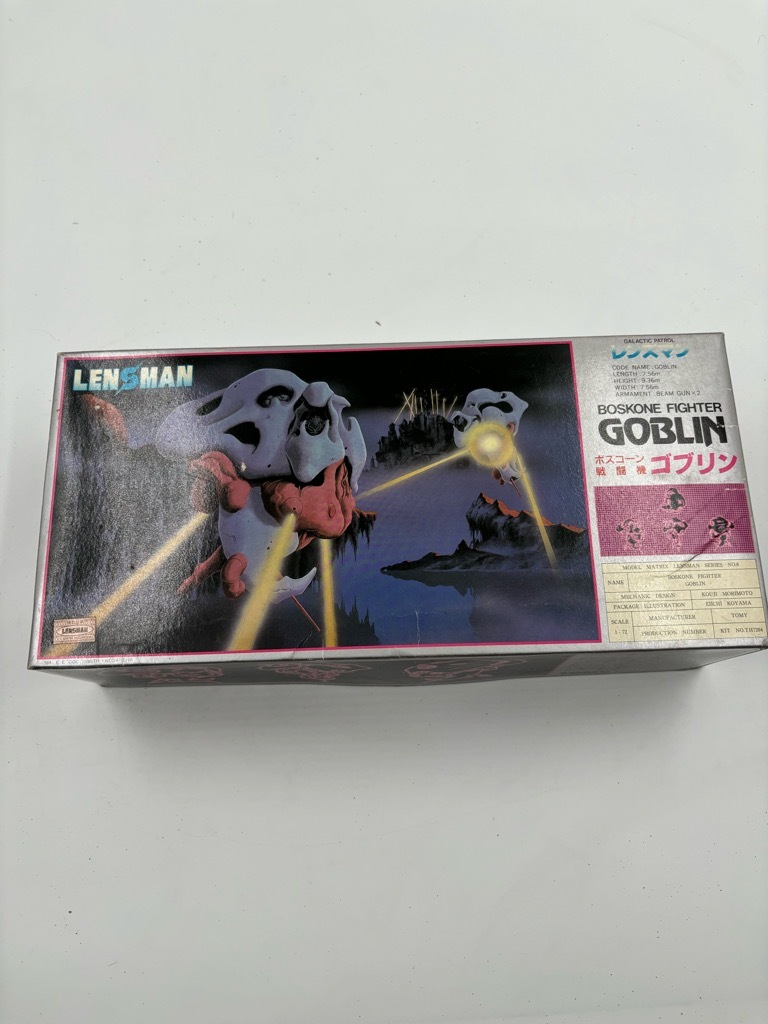 LENSMAN
GALACTIC PATROL
レンズマン
CODE NAME : GOBLIN
LENGTH : 7.56m
HEIGHT : 9.36m
WIDTH : 7.56m
ARMAMENT : BEAM GUN×2
BOSKONE FIGHTER
GOBLIN
ボスコーン
戦闘機 ゴブリン
MODEL MATRIX LENSMAN SERIES NO.6
NAME BOSKONE FIGHTER
GOBLIN
MECHANIC DESIGN KOUJI MORIMOTO
PACKAGE ILLUSTRATION EIICHI KOYAMA
SCALE MANUFACTURER TOMY
1/72 PRODUCTION NUMBER KIT NO.
LENSMAN